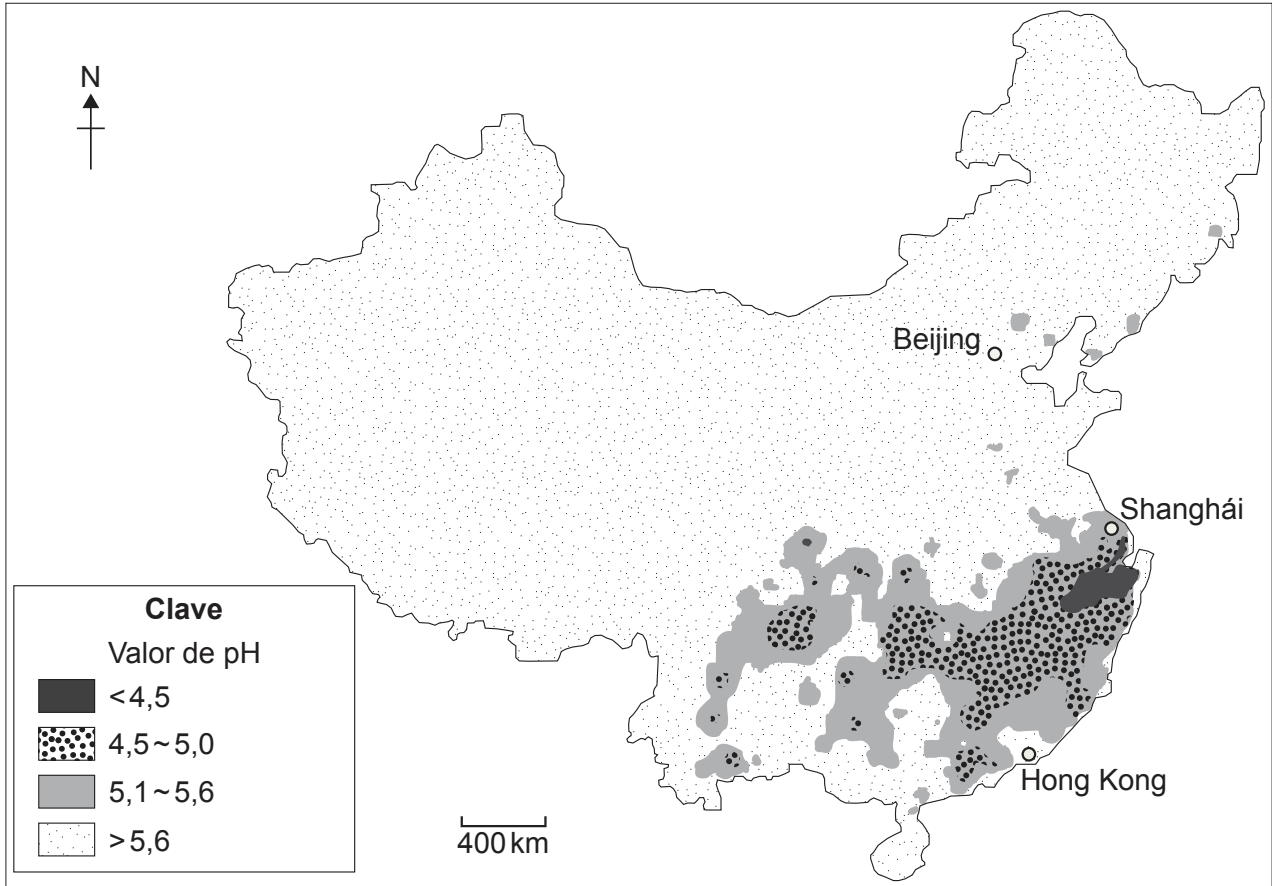 N
Beijing
Shanghái
Hong Kong
Clave
Valor de pH
<4,5
4,5~5,0
5,1~5,6
>5,6
400 km